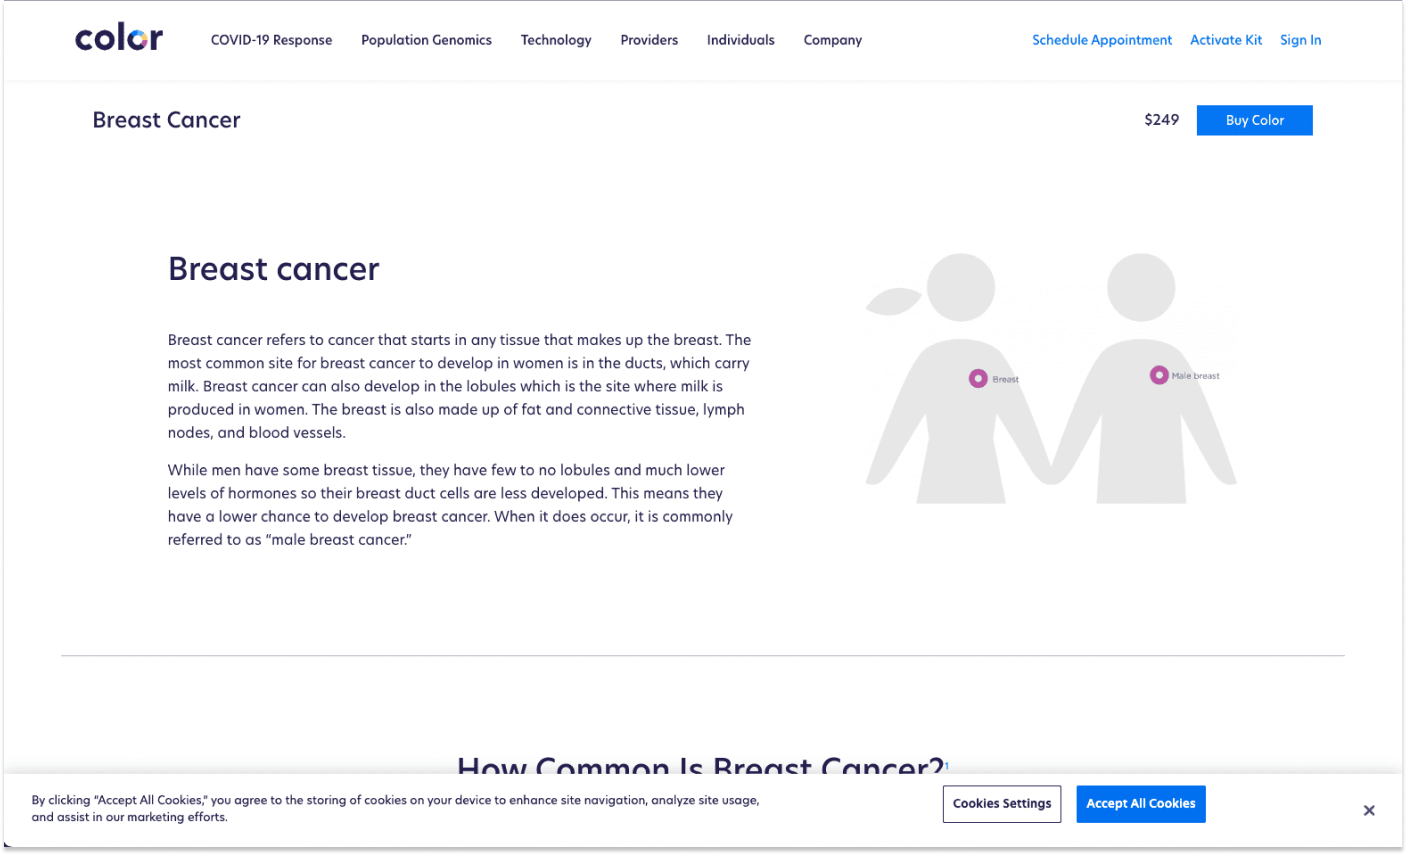 color COVID-19 Response Population Genomics Technology Providers Individuals Company Schedule Appointment Activate Kit Sign In
Breast Cancer $249 Buy Color
Breast cancer
Breast cancer refers to cancer that starts in any tissue that makes up the breast. The
most common site for breast cancer to develop in women is in the ducts, which carry
milk. Breast cancer can also develop in the lobules which is the site where milk is
produced in women. The breast is also made up of fat and connective tissue, lymph
nodes, and blood vessels.
While men have some breast tissue, they have few to no lobules and much lower
levels of hormones so their breast duct cells are less developed. This means they
have a lower chance to develop breast cancer. When it does occur, it is commonly
referred to as “male breast cancer.”
Breast
Male breast
How Common Is Breast Cancer?1
By clicking “Accept All Cookies,” you agree to the storing of cookies on your device to enhance site navigation, analyze site usage,
and assist in our marketing efforts.
Cookies Settings
Accept All Cookies